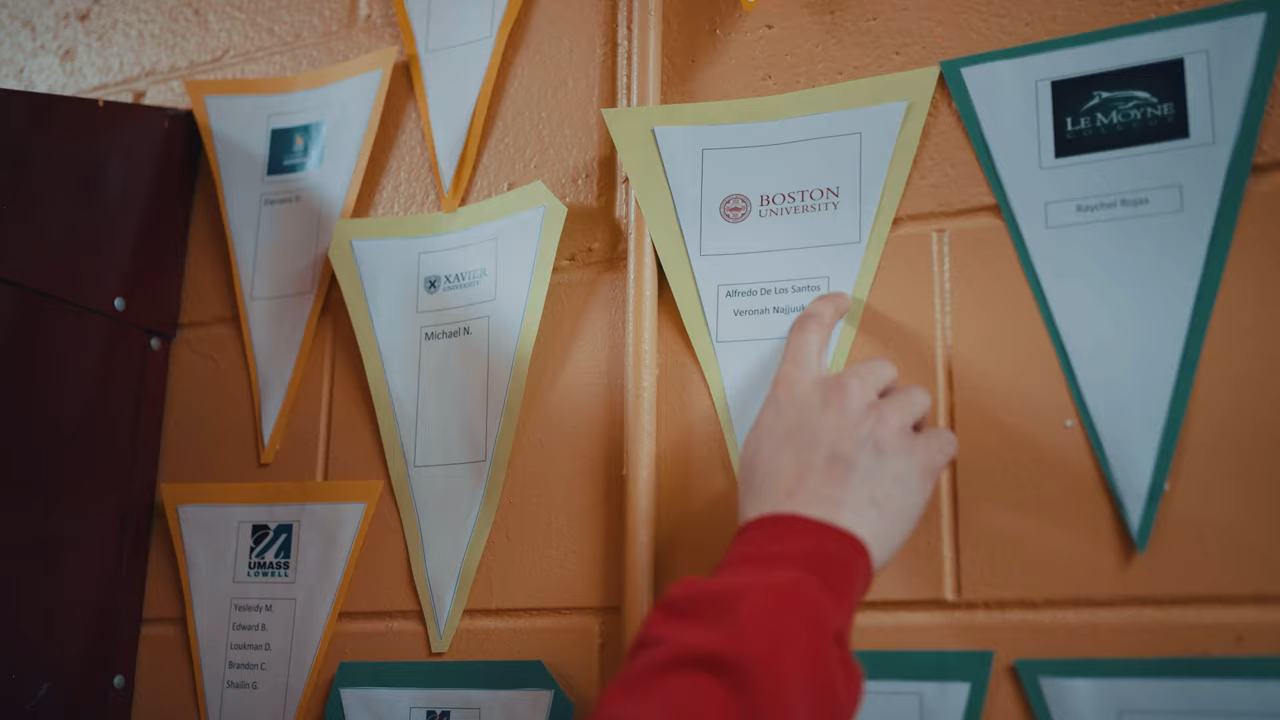 LE MOYNE
COLLEGE
Raychel Rojas
BOSTON
UNIVERSITY
Alfredo De Los Santos
Veronah
XAVIER
UNIVERSITY
Michael N.
UMASS
LOWELL
Yesleidy M.
Edward B.
Loukman D.
Brandon C.
Shailin G.